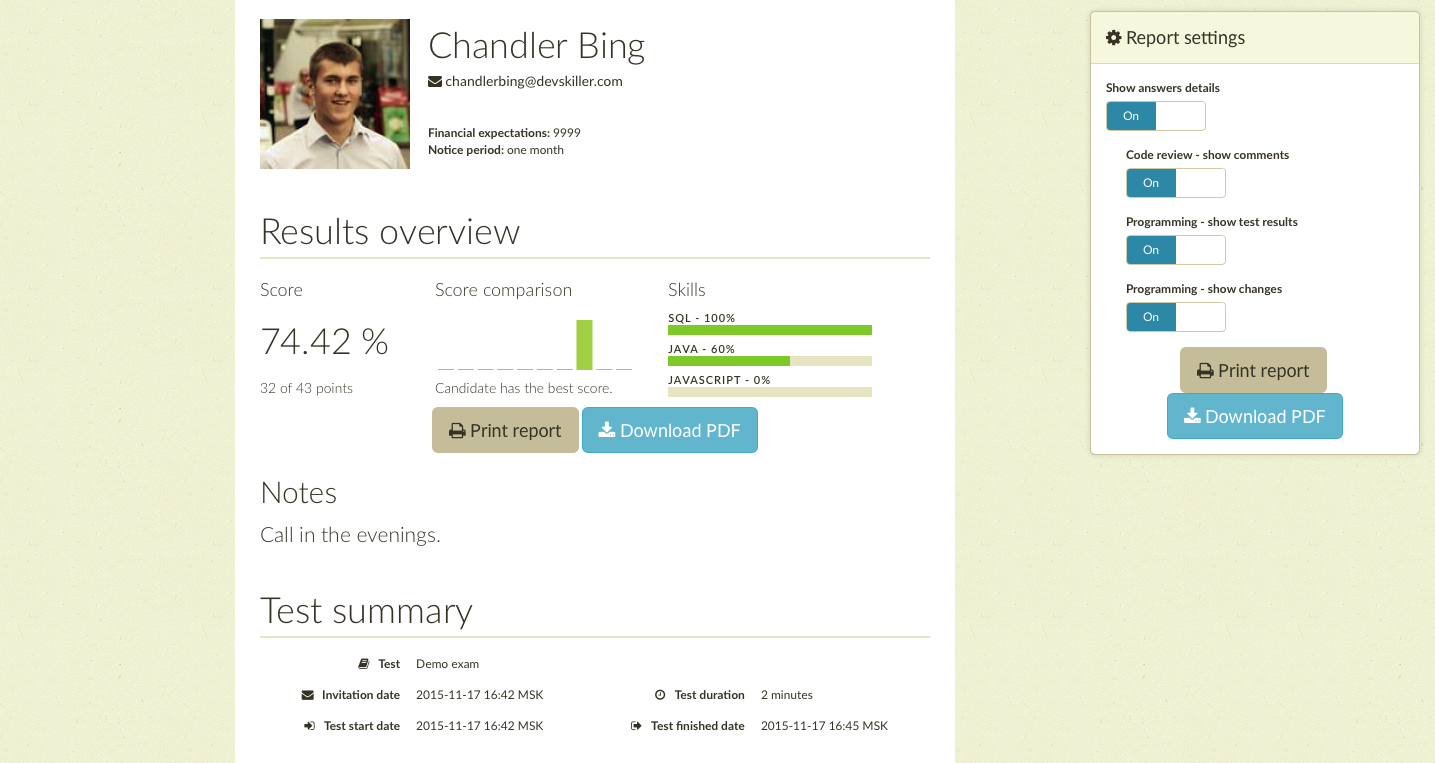 Chandler Bing
chandlerbing@devskiller.com
Financial expectations: 9999
Notice period: one month
Results overview
Score
74.42 %
32 of 43 points
Score comparison
Candidate has the best score.
Skills
SQL - 100%
JAVA - 60%
JAVASCRIPT - 0%
Print report
Download PDF
Notes
Call in the evenings.
Test summary
Test Demo exam
Invitation date 2015-11-17 16:42 MSK
Test duration 2 minutes
Test start date 2015-11-17 16:42 MSK
Test finished date 2015-11-17 16:45 MSK
Report settings
Show answers details
On
Code review - show comments
On
Programming - show test results
On
Programming - show changes
On
Print report
Download PDF